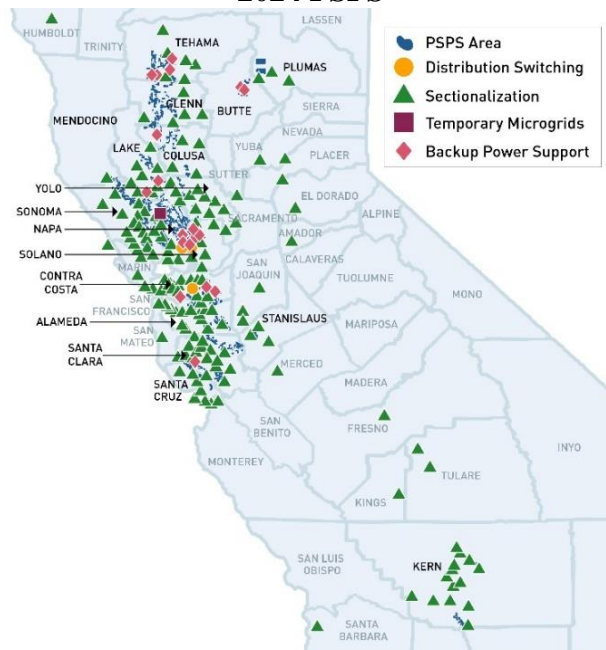 LASSEN
HUMBOLDT
TRINITY
TEHAMA
PLUMAS
GLENN
BUTTE
SIERRA
MENDOCINO
NEVADA
LAKE
COLUSA
YUBA
PLACER
SUTTER
YOLO
EL DORADO
SONOMA
SACRAMENTO
ALPINE
NAPA
AMADOR
SOLANO
CALAVERAS
MARIN
SAN
JOAQUIN
CONTRA
COSTA
TUOLUMNE
MONO
SAN
FRANCISCO
ALAMEDA
STANISLAUS
MARIPOSA
SAN
MATEO
SANTA
CLARA
MERCED
MADERA
SANTA
CRUZ
SAN
BENITO
FRESNO
INYO
MONTEREY
TULARE
KINGS
SAN LUIS
OBISPO
KERN
SANTA
BARBARA
PSPS Area
Distribution Switching
Sectionalization
Temporary Microgrids
Backup Power Support